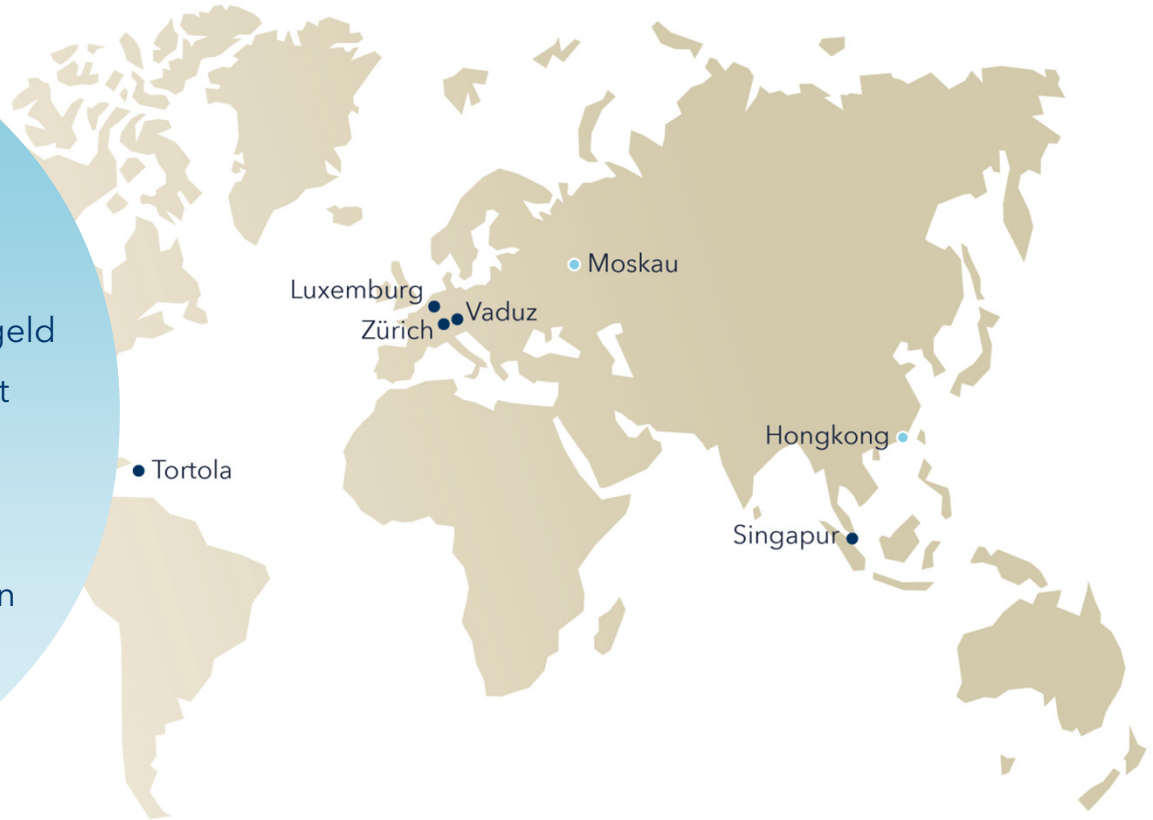 geld
t
n
Moskau
Luxemburg
Vaduz
Zürich
Hongkong
Tortola
Singapur